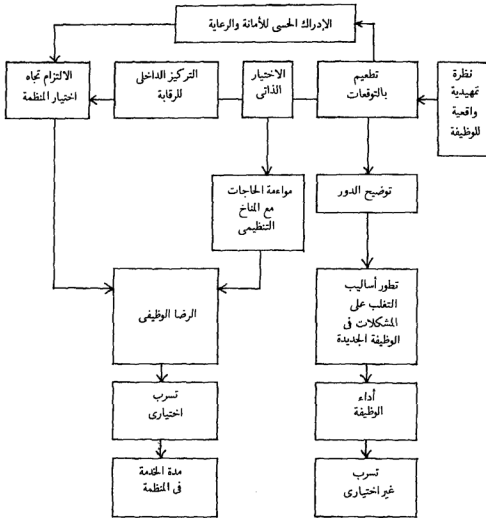 الإدراك الحسى للأمانة والرعاية
نظرة
تمهيدية
واقعية
للوظيفة
تطعيم
بالتوقعات
الاختيار
الذاتى
التركيز الداخلى
للرقابة
الالتزام تجاه
اختيار المنظمة
توضيح الدور
مواءمة الحاجات
مع المناخ
التنظيمى
تطور أساليب
التغلب على
المشكلات فى
الوظيفة الجديدة
الرضا الوظيفى
أداء
الوظيفة
تسرب
اختيارى
تسرب
غير اختيارى
مدة الخدمة
فى المنظمة